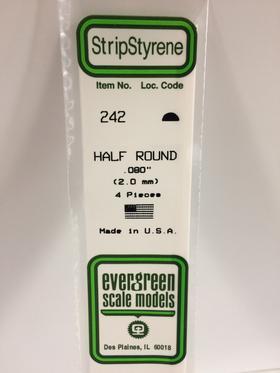 StripStyrene
Item No. Loc. Code
242
HALF ROUND
.080"
(2.0 mm)
4 Pieces
Made in U.S.A.
evergreen
scale models
Des Plaines, IL 60018